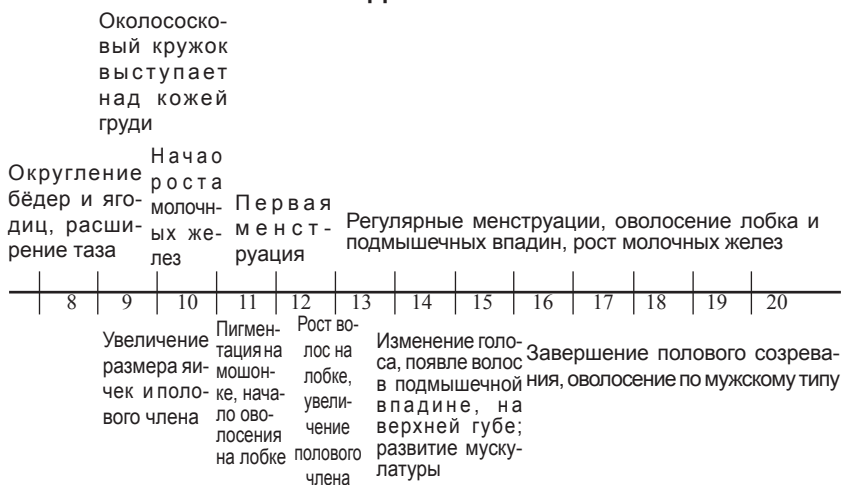 Околососко-
вый кружок
выступает
над кожей
груди
Округление
бёдер и яго-
диц, расши-
рение таза
Начао
роста
молочн-
ых же-
лез
Первая
менст-
руация
Регулярные менструации, оволосение лобка и
подмышечных впадин, рост молочных желез
8 9 10 11 12 13 14 15 16 17 18 19 20
Увеличение
размера яи-
чек и поло-
вого члена
Пигмен-
тация на
мошон-
ке, нача-
ло ово-
лосения
на лобке
Рост во-
лос на
лобке,
увели-
чение
полового
члена
Изменение голо-
са, появле волос
в подмышечной
впадине, на
верхней губе;
развитие муску-
латуры
Завершение полового созрева-
ния, оволосение по мужскому типу